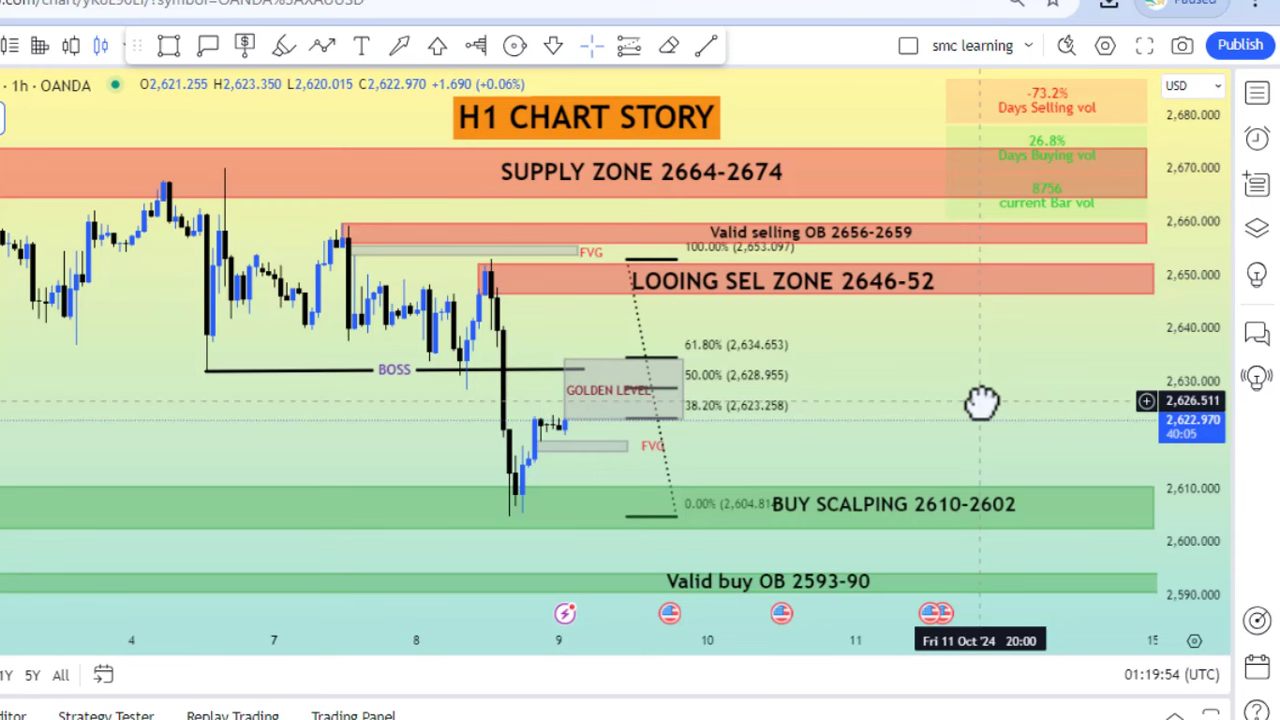 smc learning
Publish
· 1h · OANDA
O2,621.255 H2,623.350 L2,620.015 C2,622.970 +1.690 (+0.06%)
USD
H1 CHART STORY
-73.2%
Days Selling vol
26.8%
Days Buying vol
8756
current Bar vol
2,680.000
SUPPLY ZONE 2664-2674
2,670.000
2,660.000
Valid selling OB 2656-2659
100.00% (2,653.097)
FVG
LOOING SEL ZONE 2646-52
2,650.000
2,640.000
61.80% (2,634.653)
BOSS
50.00% (2,628.955)
2,630.000
GOLDEN LEVEL
38.20% (2,623.258)
2,626.511
2,622.970
40:05
FVG
2,610.000
0.00% (2,604.81
BUY SCALPING 2610-2602
2,600.000
Valid buy OB 2593-90
2,590.000
4 7 8 9 10 11 15
Fri 11 Oct '24 20:00
1Y 5Y All
01:19:54 (UTC)
Strategy Tester Replay Trading Trading Panel